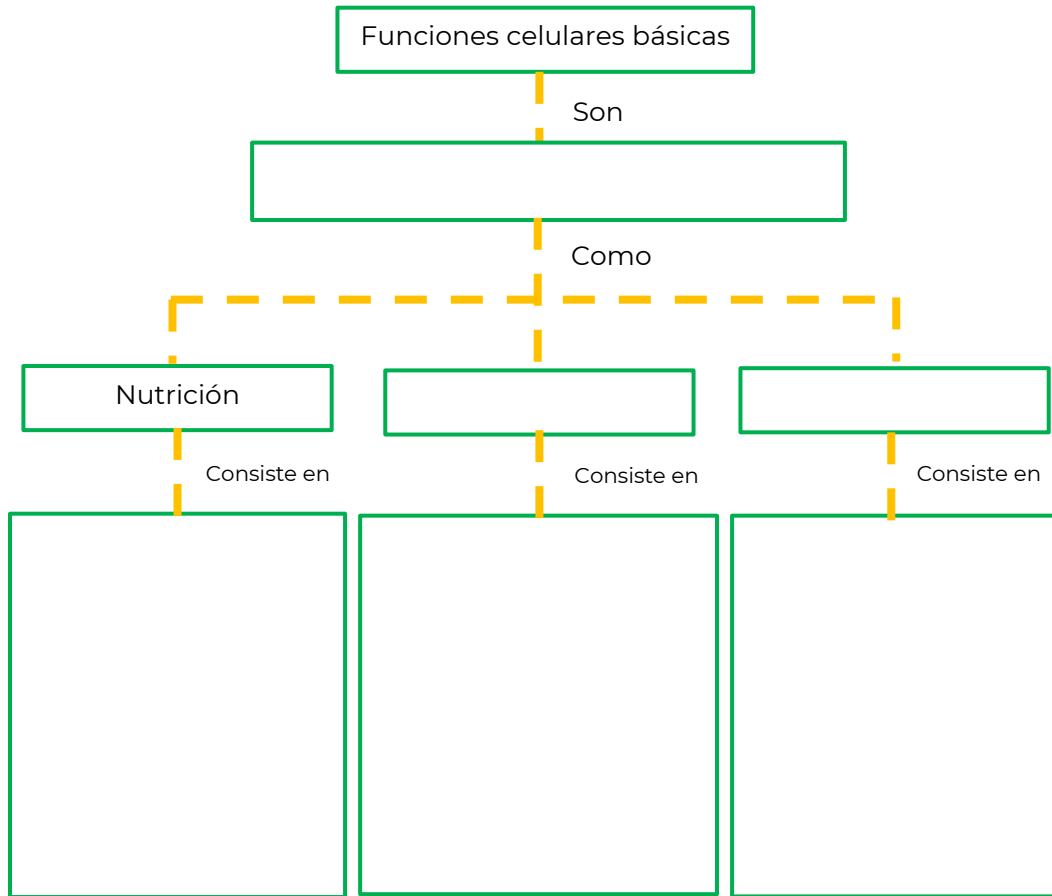 Funciones celulares básicas
Son
Como
Nutrición
Consiste en
Consiste en
Consiste en